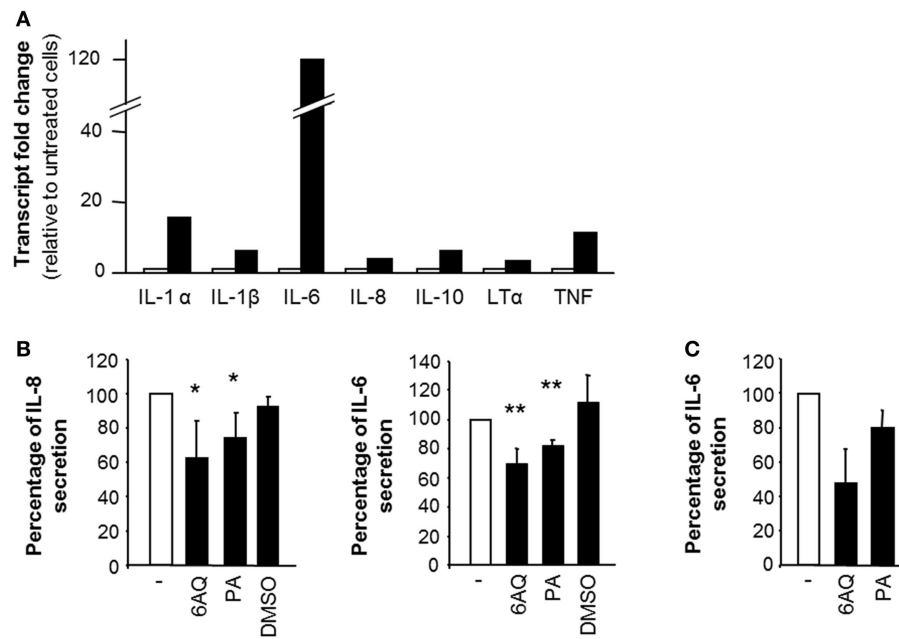 A
Transcript fold change
(relative to untreated cells)
120
40
20
0
IL-1 α
IL-1β
IL-6
IL-8
IL-10
LTα
TNF
B
Percentage of IL-8
secretion
120
100
80
60
40
20
0
*
*
-
6AQ
PA
DMSO
Percentage of IL-6
secretion
140
120
100
80
60
40
20
0
**
**
-
6AQ
PA
DMSO
C
Percentage of IL-6
secretion
120
100
80
60
40
20
0
-
6AQ
PA